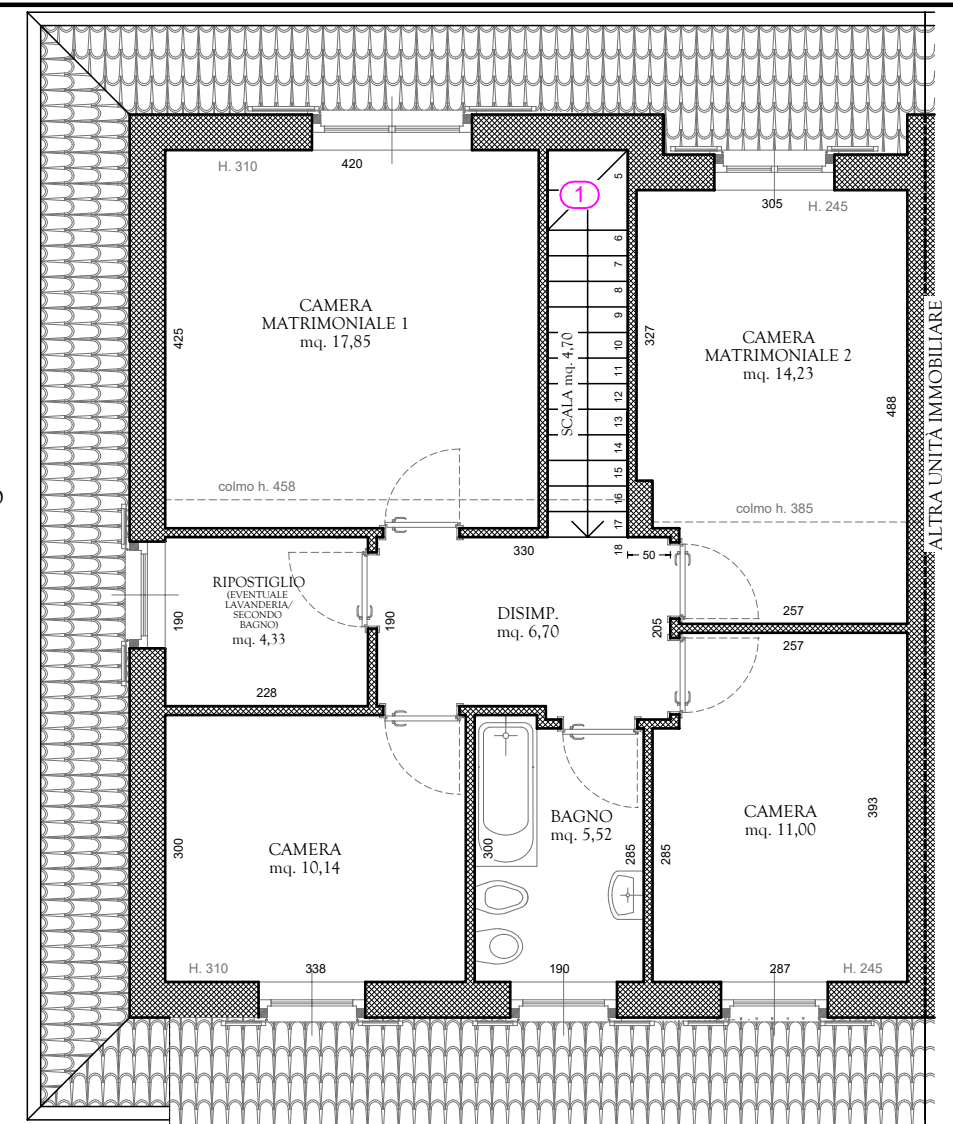 H. 310
420
CAMERA
MATRIMONIALE 1
mq. 17,85
425
colmo h. 458
1
5
6
7
8
9
10
11
12
13
14
15
16
17
18
SCALA mq. 4,70
305
H. 245
327
CAMERA
MATRIMONIALE 2
mq. 14,23
488
colmo h. 385
257
ALTRA UNITÀ IMMOBILIARE
330
50
RIPOSTIGLIO
(EVENTUALE
LAVANDERIA/
SECONDO
BAGNO)
mq. 4,33
190
228
190
DISIMP.
mq. 6,70
205
257
CAMERA
mq. 10,14
300
H. 310
338
BAGNO
mq. 5,52
300
285
190
CAMERA
mq. 11,00
285
393
287
H. 245